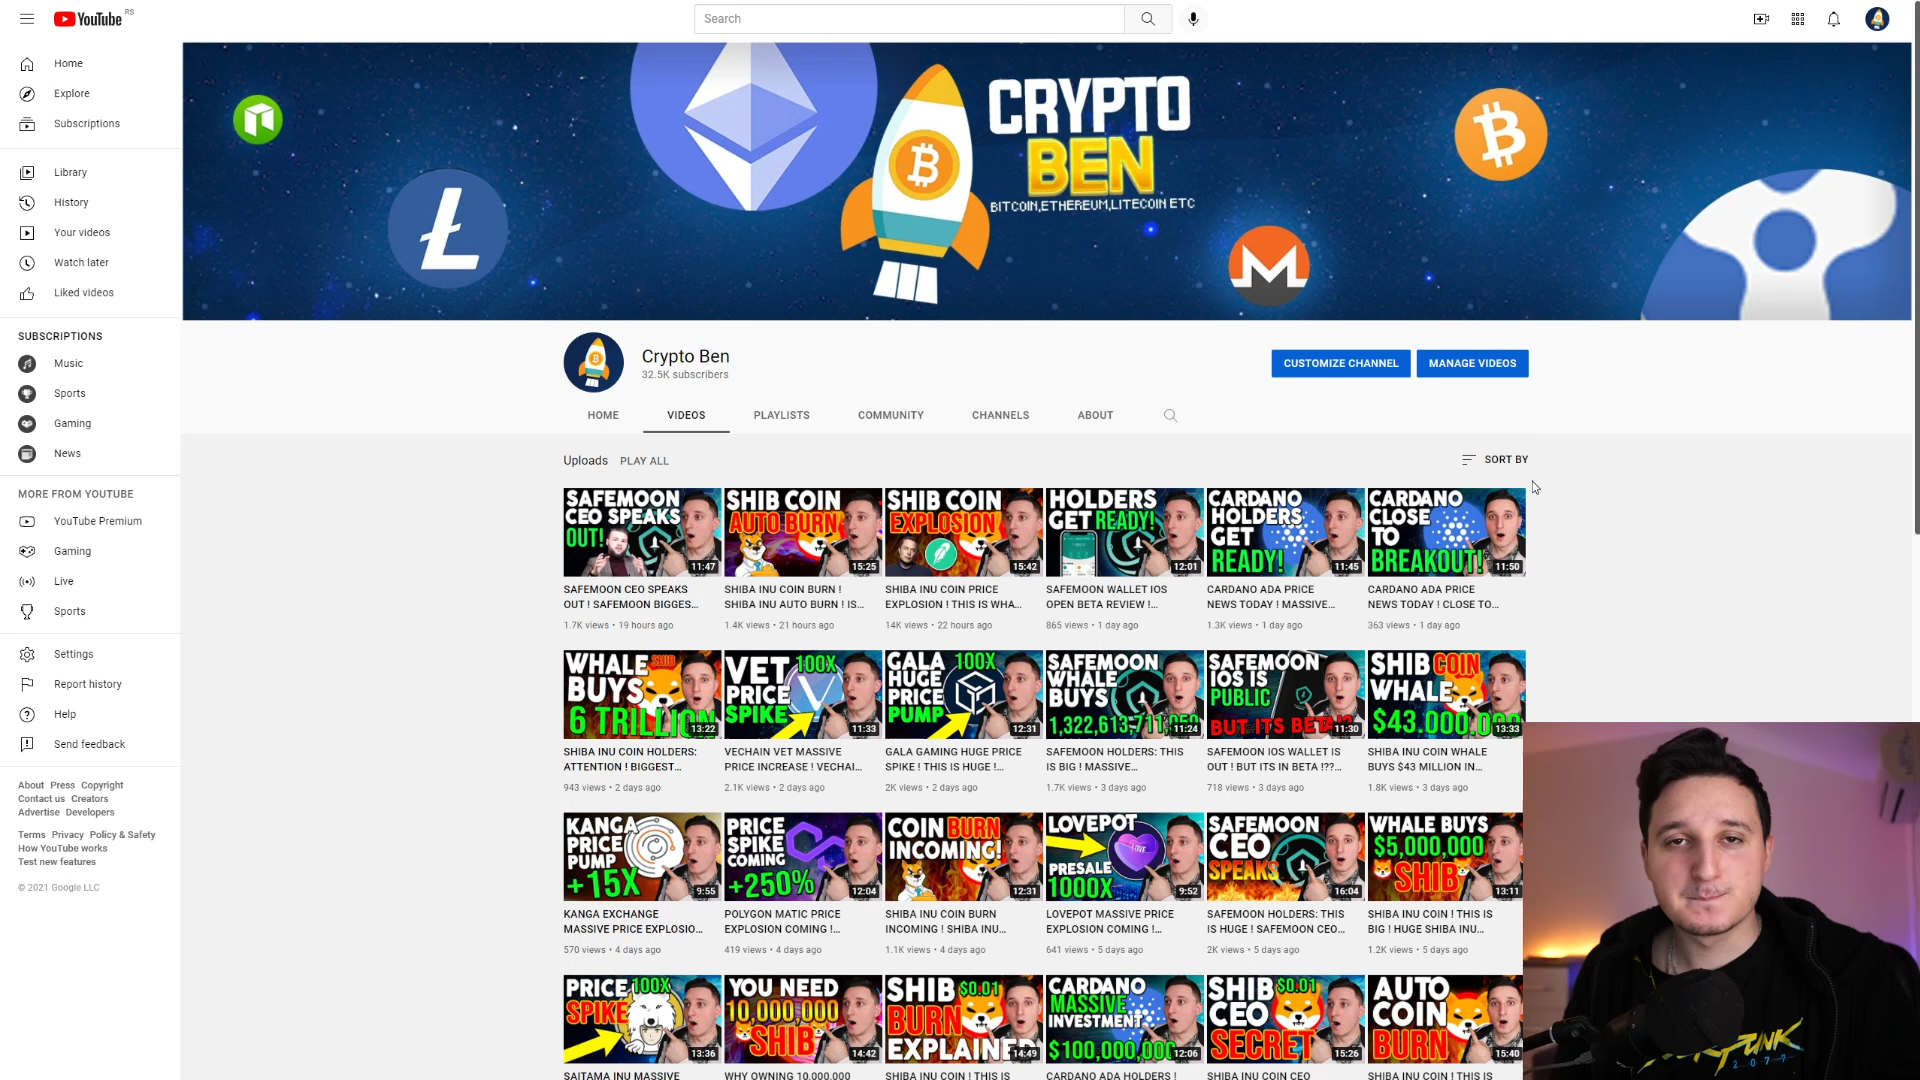 YouTube RS
Search
Home
Explore
Subscriptions
Library
History
Your videos
Watch later
Liked videos
SUBSCRIPTIONS
Music
Sports
Gaming
News
MORE FROM YOUTUBE
YouTube Premium
Gaming
Live
Sports
Settings
Report history
Help
Send feedback
About Press Copyright
Contact us Creators
Advertise Developers
Terms Privacy Policy & Safety
How YouTube works
Test new features
© 2021 Google LLC
CRYPTO
BEN
BITCOIN,ETHEREUM,LITECOIN ETC
Crypto Ben
32.5K subscribers
CUSTOMIZE CHANNEL
MANAGE VIDEOS
HOME VIDEOS PLAYLISTS COMMUNITY CHANNELS ABOUT
Uploads PLAY ALL
SORT BY
SAFEMOON
CEO SPEAKS
OUT!
11:47
SAFEMOON CEO SPEAKS
OUT ! SAFEMOON BIGGES...
1.7K views • 19 hours ago
SHIB COIN
AUTO BURN
15:25
SHIBA INU COIN BURN !
SHIBA INU AUTO BURN ! IS...
1.4K views • 21 hours ago
SHIB COIN
EXPLOSION
15:42
SHIBA INU COIN PRICE
EXPLOSION ! THIS IS WHA...
14K views • 22 hours ago
HOLDERS
GET READY!
12:01
SAFEMOON WALLET IOS
OPEN BETA REVIEW !...
865 views • 1 day ago
CARDANO
HOLDERS
GET
READY!
11:45
CARDANO ADA PRICE
NEWS TODAY ! MASSIVE...
1.3K views • 1 day ago
CARDANO
CLOSE
TO
BREAKOUT!
11:50
CARDANO ADA PRICE
NEWS TODAY ! CLOSE TO...
363 views • 1 day ago
WHALE SHIB
BUYS
6 TRILLION
13:22
SHIBA INU COIN HOLDERS:
ATTENTION ! BIGGEST...
943 views • 2 days ago
VET 100X
PRICE
SPIKE
11:33
VECHAIN VET MASSIVE
PRICE INCREASE ! VECHAI...
2.1K views • 2 days ago
GALA 100X
HUGE
PRICE
PUMP
12:31
GALA GAMING HUGE PRICE
SPIKE ! THIS IS HUGE !...
2K views • 2 days ago
SAFEMOON
WHALE
BUYS
11:24
SAFEMOON HOLDERS: THIS
IS BIG ! MASSIVE...
1.7K views • 3 days ago
SAFEMOON
IOS IS
PUBLIC
BUT ITS BETA
11:30
SAFEMOON IOS WALLET IS
OUT ! BUT ITS IN BETA !??...
718 views • 3 days ago
SHIB COIN
WHALE
$43.000.000
13:33
SHIBA INU COIN WHALE
BUYS $43 MILLION IN...
1.8K views • 3 days ago
KANGA
PRICE
PUMP
+15X
9:55
KANGA EXCHANGE
MASSIVE PRICE EXPLOSIO...
570 views • 4 days ago
PRICE
SPIKE
COMING
+250%
12:04
POLYGON MATIC PRICE
EXPLOSION COMING !...
419 views • 4 days ago
COIN BURN
INCOMING!
12:31
SHIBA INU COIN BURN
INCOMING ! SHIBA INU...
1.1K views • 4 days ago
LOVEPOT
LOVE
PRESALE
1000X
9:52
LOVEPOT MASSIVE PRICE
EXPLOSION COMING !...
641 views • 5 days ago
SAFEMOON
CEO
SPEAKS
16:04
SAFEMOON HOLDERS: THIS
IS HUGE ! SAFEMOON CEO...
2K views • 5 days ago
WHALE BUYS
$5,000,000
SHIB
13:11
SHIBA INU COIN ! THIS IS
BIG ! HUGE SHIBA INU...
1.2K views • 5 days ago
PRICE 100X
SPIKE
13:36
SAITAMA INU MASSIVE
YOU NEED
10,000,000
SHIB
14:42
WHY OWNING 10,000,000
SHIB $0.01
BURN
EXPLAINED
14:49
SHIBA INU COIN ! THIS IS
CARDANO
MASSIVE
INVESTMENT
$100,000,000
12:06
CARDANO ADA HOLDERS !
SHIB $0.01
CEO
SECRET
15:26
SHIBA INU COIN CEO
AUTO
COIN
BURN
15:40
SHIBA INU COIN ! THIS IS
2077